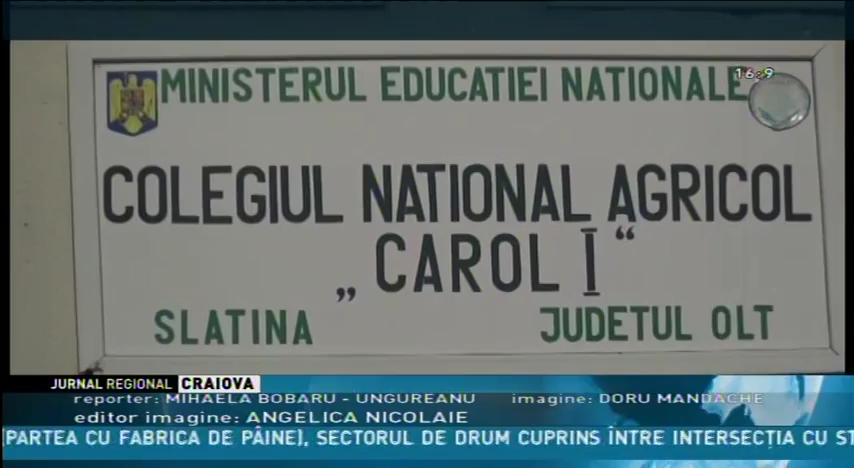 16:9
MINISTERUL EDUCATIEI NATIONALE
COLEGIUL NATIONAL AGRICOL
„ CAROL I “
SLATINA JUDETUL OLT
JURNAL REGIONAL CRAIOVA
reporter: MIHAELA BOBARU - UNGUREANU imagine: DORU MANDACHE
editor imagine: ANGELICA NICOLAIE
(PARTEA CU FABRICA DE PÂINE), SECTORUL DE DRUM CUPRINS ÎNTRE INTERSECȚIA CU ST